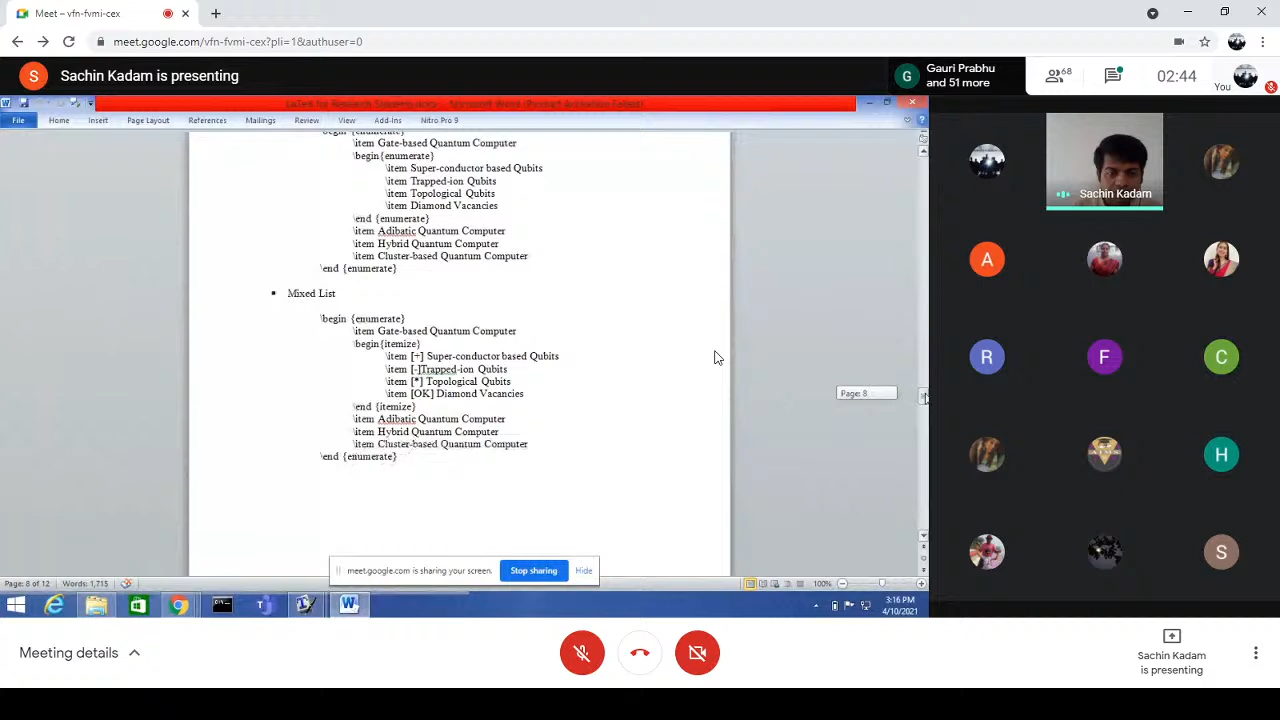 Meet – vfn-fvmi-cex
meet.google.com/vfn-fvmi-cex?pli=1&authuser=0
S
Sachin Kadam is presenting
G
Gauri Prabhu
and 51 more
68
02:44
You
File
Home
Insert
Page Layout
References
Mailings
Review
View
Add-Ins
Nitro Pro 9
\begin {enumerate}
\item Gate-based Quantum Computer
\begin{enumerate}
\item Super-conductor based Qubits
\item Trapped-ion Qubits
\item Topological Qubits
\item Diamond Vacancies
\end {enumerate}
\item Adibatic Quantum Computer
\item Hybrid Quantum Computer
\item Cluster-based Quantum Computer
\end {enumerate}
▪ Mixed List
\begin {enumerate}
\item Gate-based Quantum Computer
\begin{itemize}
\item [+] Super-conductor based Qubits
\item [-]Trapped-ion Qubits
\item [*] Topological Qubits
\item [OK] Diamond Vacancies
\end {itemize}
\item Adibatic Quantum Computer
\item Hybrid Quantum Computer
\item Cluster-based Quantum Computer
\end {enumerate}
Page: 8
meet.google.com is sharing your screen.
Stop sharing
Hide
Page: 8 of 12
Words: 1,715
100%
3:16 PM
4/10/2021
Sachin Kadam
A
R
F
C
H
S
Meeting details
Sachin Kadam
is presenting